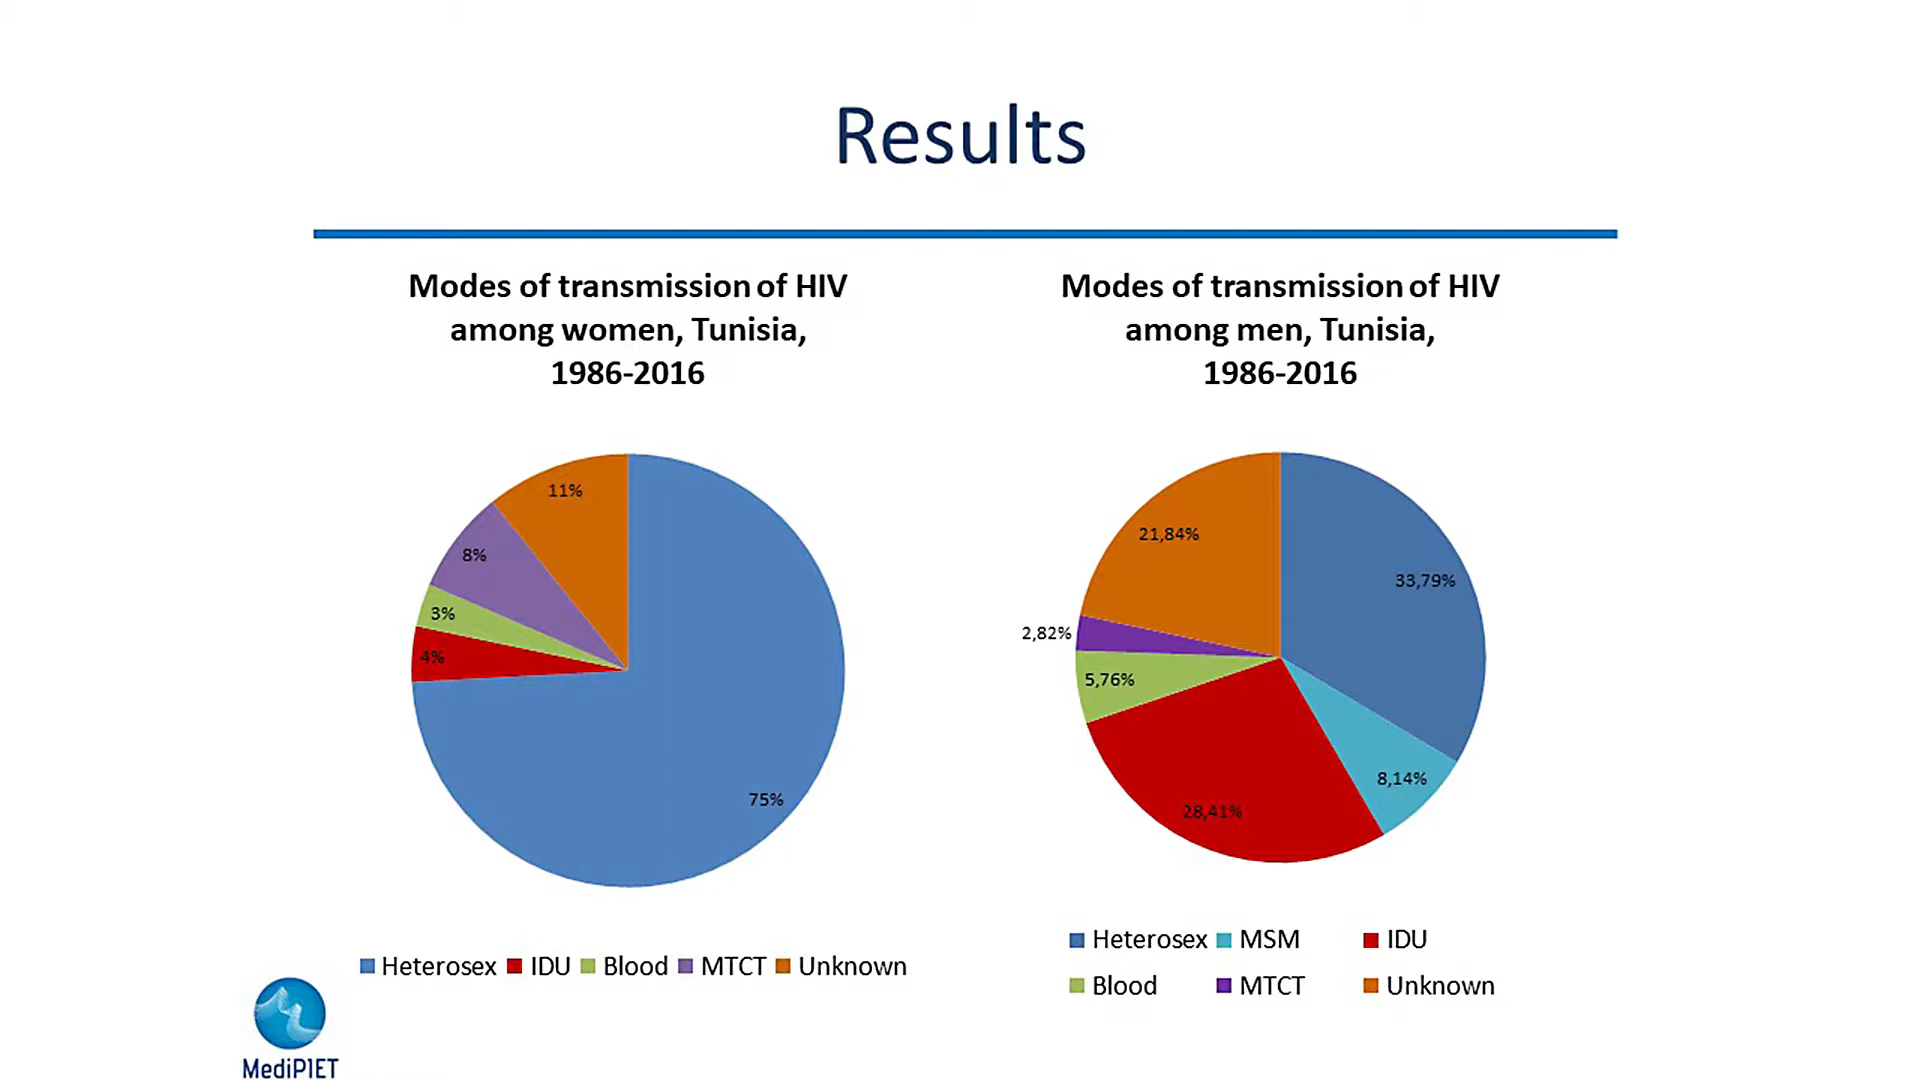 Results
Modes of transmission of HIV
among women, Tunisia,
1986-2016
11%
8%
3%
4%
75%
Heterosex IDU Blood MTCT Unknown
Modes of transmission of HIV
among men, Tunisia,
1986-2016
21,84%
33,79%
2,82%
5,76%
8,14%
28,41%
Heterosex MSM IDU
Blood MTCT Unknown
MediPIET